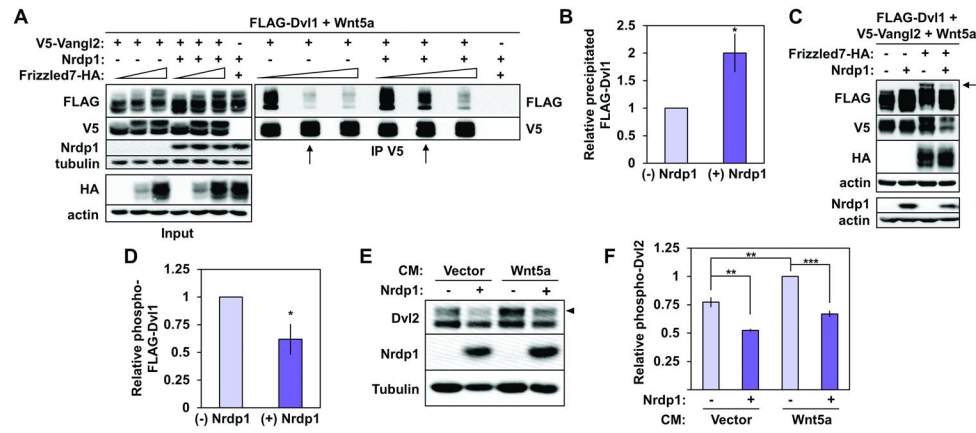 A
FLAG-Dvl1 + Wnt5a
V5-Vangl2: + + + + + + - + + + + + + -
Nrdp1: - - - + + + + - - - + + + +
Frizzled7-HA: + +
FLAG
V5
Nrdp1
tubulin
HA
actin
Input
FLAG
V5
IP V5
B
Relative precipitated
FLAG-Dvl1
2.5
2
1.5
1
0.5
0
*
(-) Nrdp1 (+) Nrdp1
C
FLAG-Dvl1 +
V5-Vangl2 + Wnt5a
Frizzled7-HA: - - + +
Nrdp1: - + - +
FLAG
V5
HA
actin
Nrdp1
actin
D
Relative phospho-
FLAG-Dvl1
1.25
1
0.75
0.5
0.25
0
*
(-) Nrdp1 (+) Nrdp1
E
CM: Vector Wnt5a
Nrdp1: - + - +
Dvl2
Nrdp1
Tubulin
F
Relative phospho-Dvl2
1.25
1
0.75
0.5
0.25
0
**
**
***
Nrdp1: - + - +
CM: Vector Wnt5a